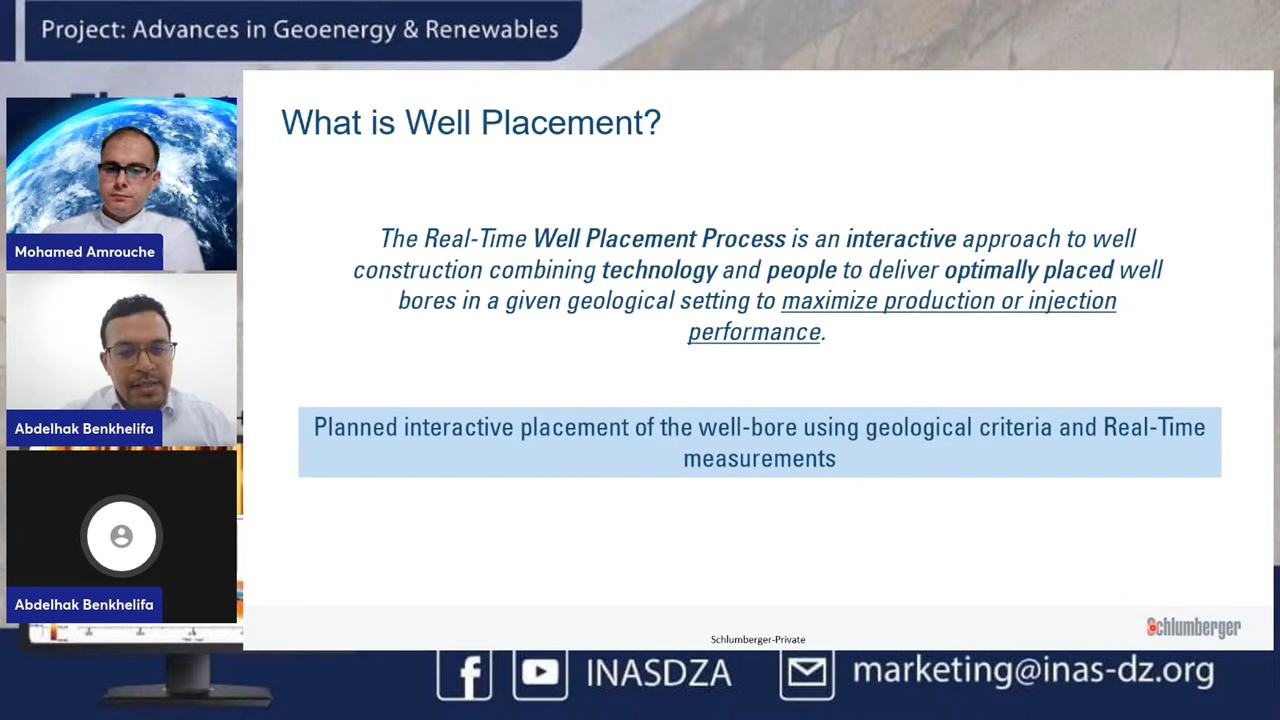 Project: Advances in Geoenergy & Renewables
What is Well Placement?
The Real-Time Well Placement Process is an interactive approach to well
construction combining technology and people to deliver optimally placed well
bores in a given geological setting to maximize production or injection
performance.
Planned interactive placement of the well-bore using geological criteria and Real-Time
measurements
Mohamed Amrouche
Abdelhak Benkhelifa
Abdelhak Benkhelifa
Schlumberger-Private
Schlumberger
INASDZA
marketing@inas-dz.org